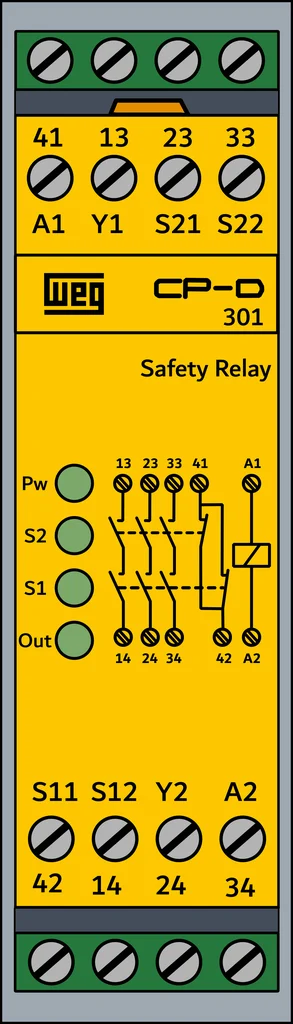 41 13 23 33
A1 Y1 S21 S22
weg CP-D
301
Safety Relay
13 23 33 41 A1
Pw
S2
S1
Out
14 24 34 42 A2
S11 S12 Y2 A2
42 14 24 34